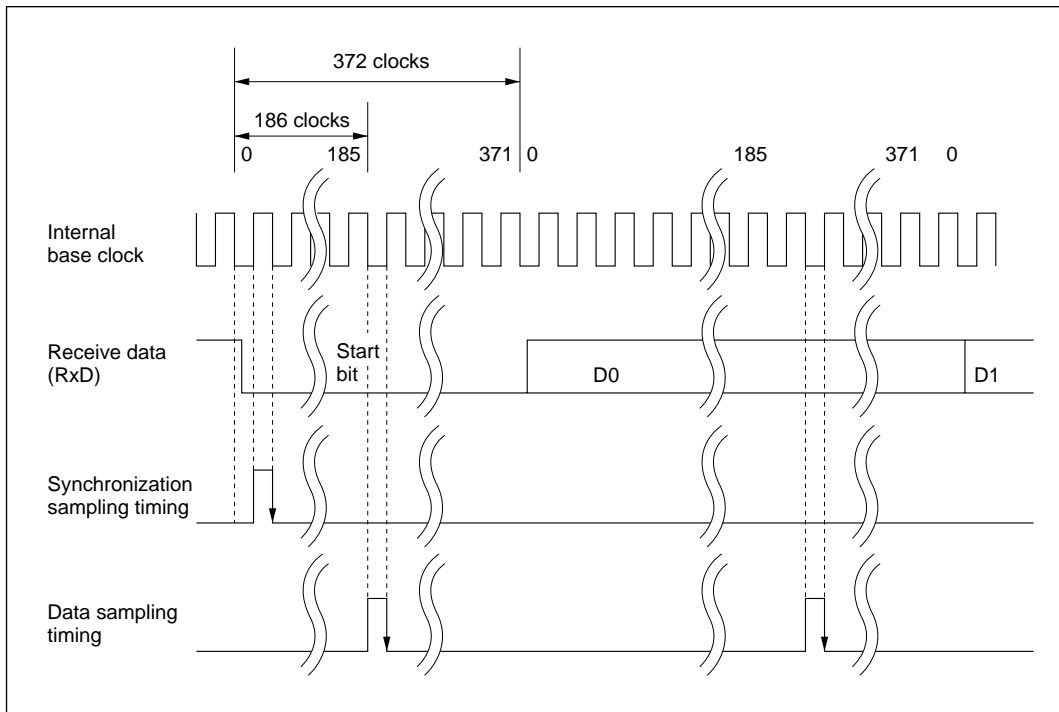 372 clocks
186 clocks
0 185 371 0 185 371 0
Internal
base clock
Receive data
(RxD)
Start
bit
D0
D1
Synchronization
sampling timing
Data sampling
timing